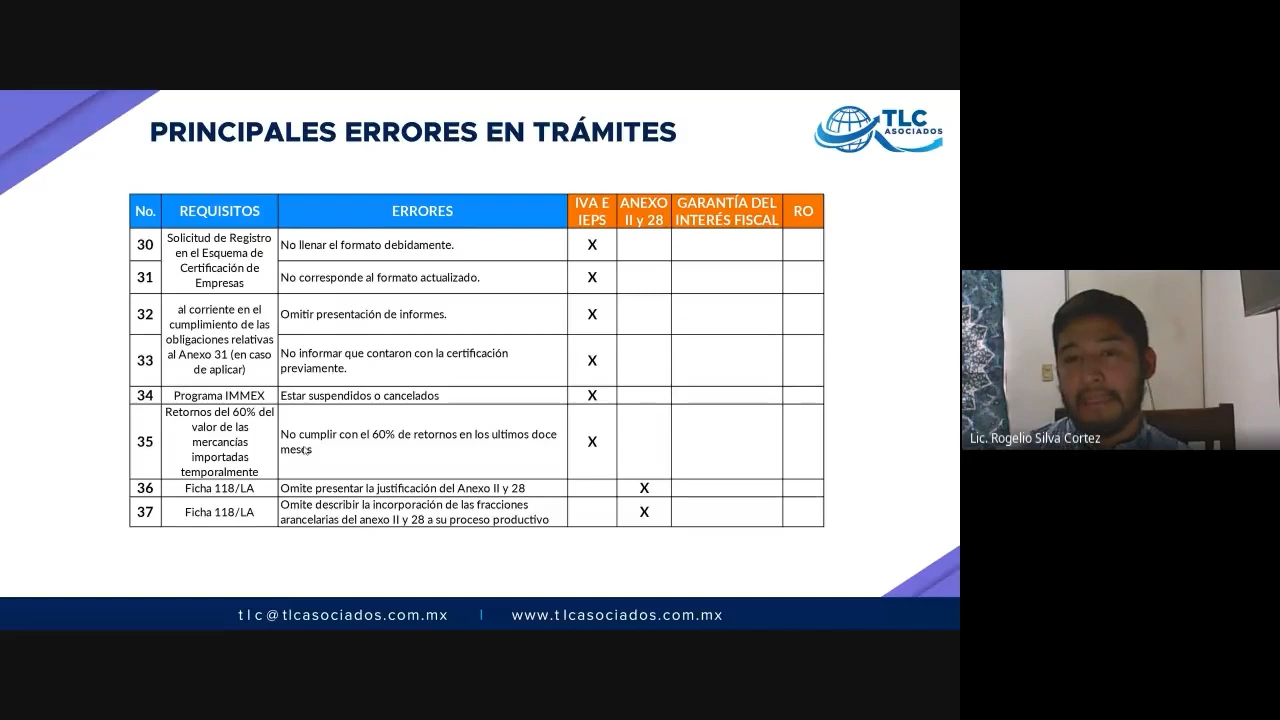 PRINCIPALES ERRORES EN TRÁMITES
TLC
ASOCIADOS
No.
REQUISITOS
ERRORES
IVA E
IEPS
ANEXO
II y 28
GARANTÍA DEL
INTERÉS FISCAL
RO
30
Solicitud de Registro
en el Esquema de
Certificación de
Empresas
No llenar el formato debidamente.
X
31
No corresponde al formato actualizado.
X
32
al corriente en el
cumplimiento de las
obligaciones relativas
al Anexo 31 (en caso
de aplicar)
Omitir presentación de informes.
X
33
No informar que contaron con la certificación
previamente.
X
34
Programa IMMEX
Estar suspendidos o cancelados
X
35
Retornos del 60% del
valor de las
mercancías
importadas
temporalmente
No cumplir con el 60% de retornos en los ultimos doce
meses
X
36
Ficha 118/LA
Omite presentar la justificación del Anexo II y 28
X
37
Ficha 118/LA
Omite describir la incorporación de las fracciones
arancelarias del anexo II y 28 a su proceso productivo
X
tlc@tlcasociados.com.mx | www.tlcasociados.com.mx
Lic. Rogelio Silva Cortez